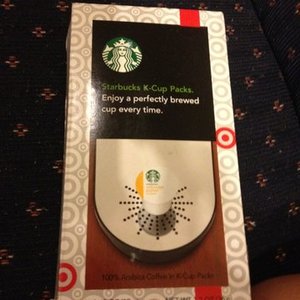 Starbucks K-Cup Packs.
Enjoy a perfectly brewed
cup every time.
100% Arabica Coffee in K-Cup Packs